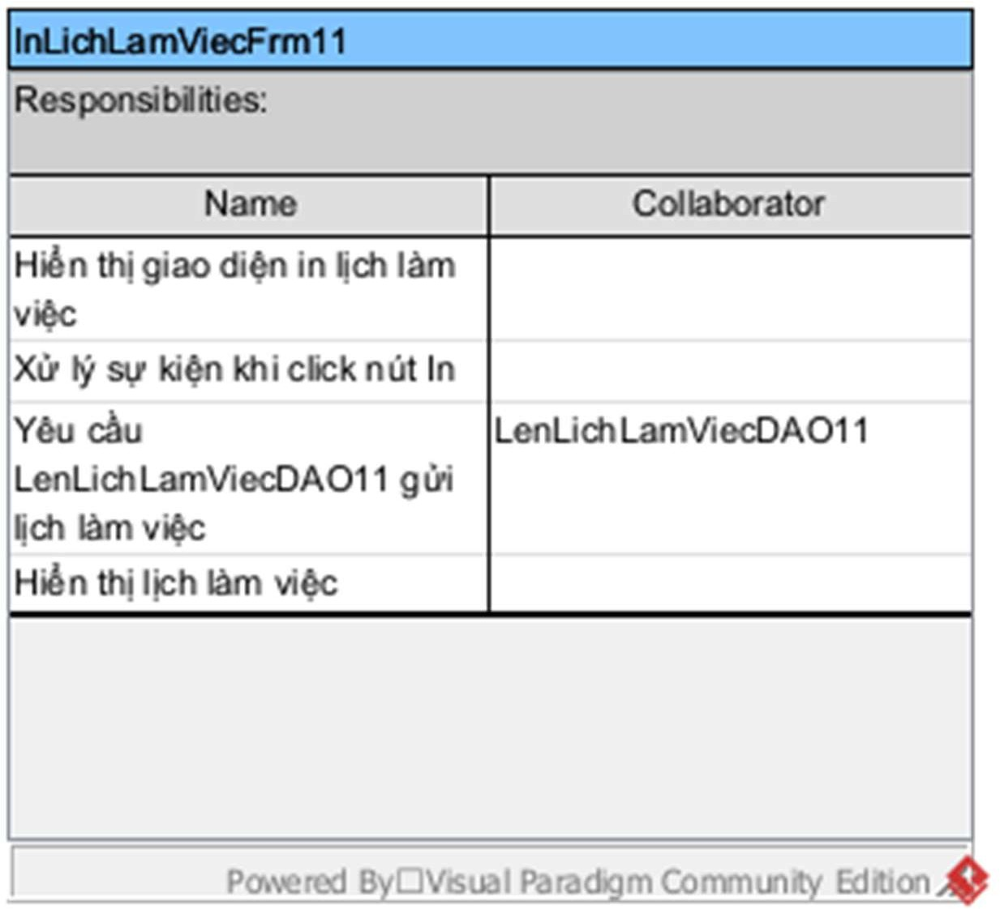 InLichLamViecFrm11
Responsibilities:
Name Collaborator
Hiển thị giao diện in lịch làm
việc
Xử lý sự kiện khi click nút In
Yêu cầu LenLichLamViecDAO11
LenLichLamViecDAO11 gửi
lịch làm việc
Hiển thị lịch làm việc
Powered By□Visual Paradigm Community Edition